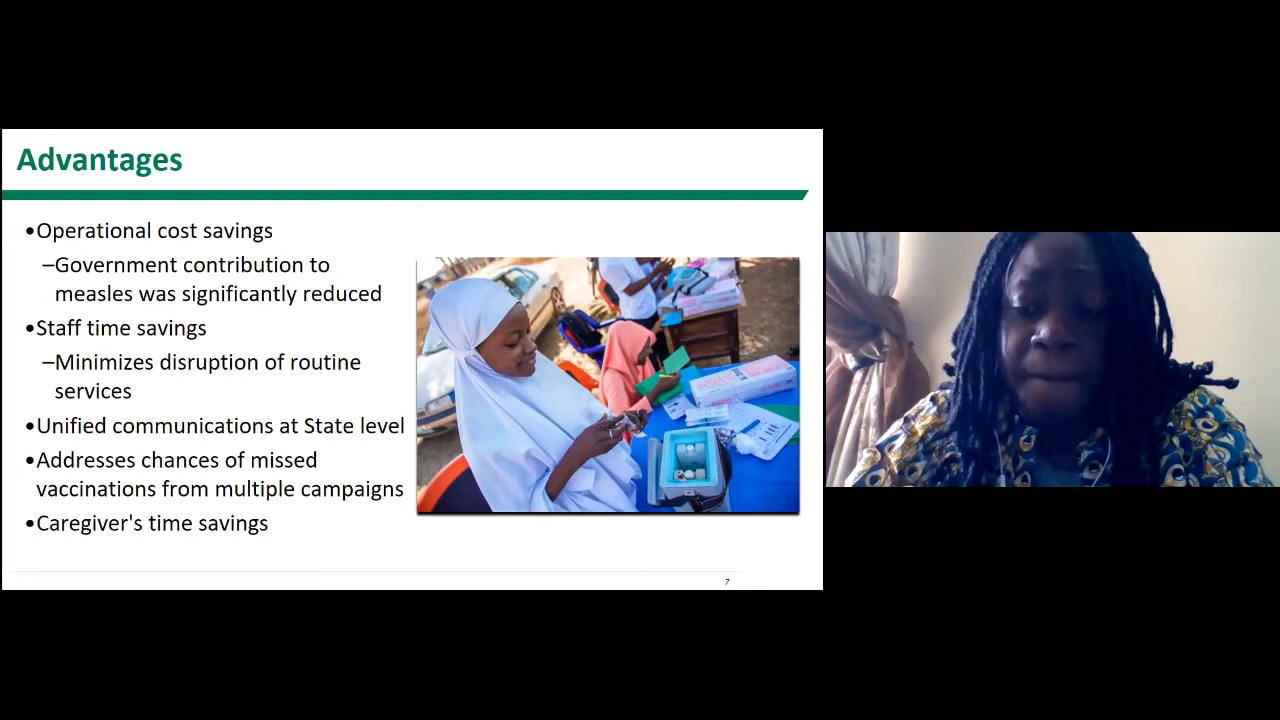 Advantages
•Operational cost savings
–Government contribution to
measles was significantly reduced
•Staff time savings
–Minimizes disruption of routine
services
•Unified communications at State level
•Addresses chances of missed
vaccinations from multiple campaigns
•Caregiver's time savings
7